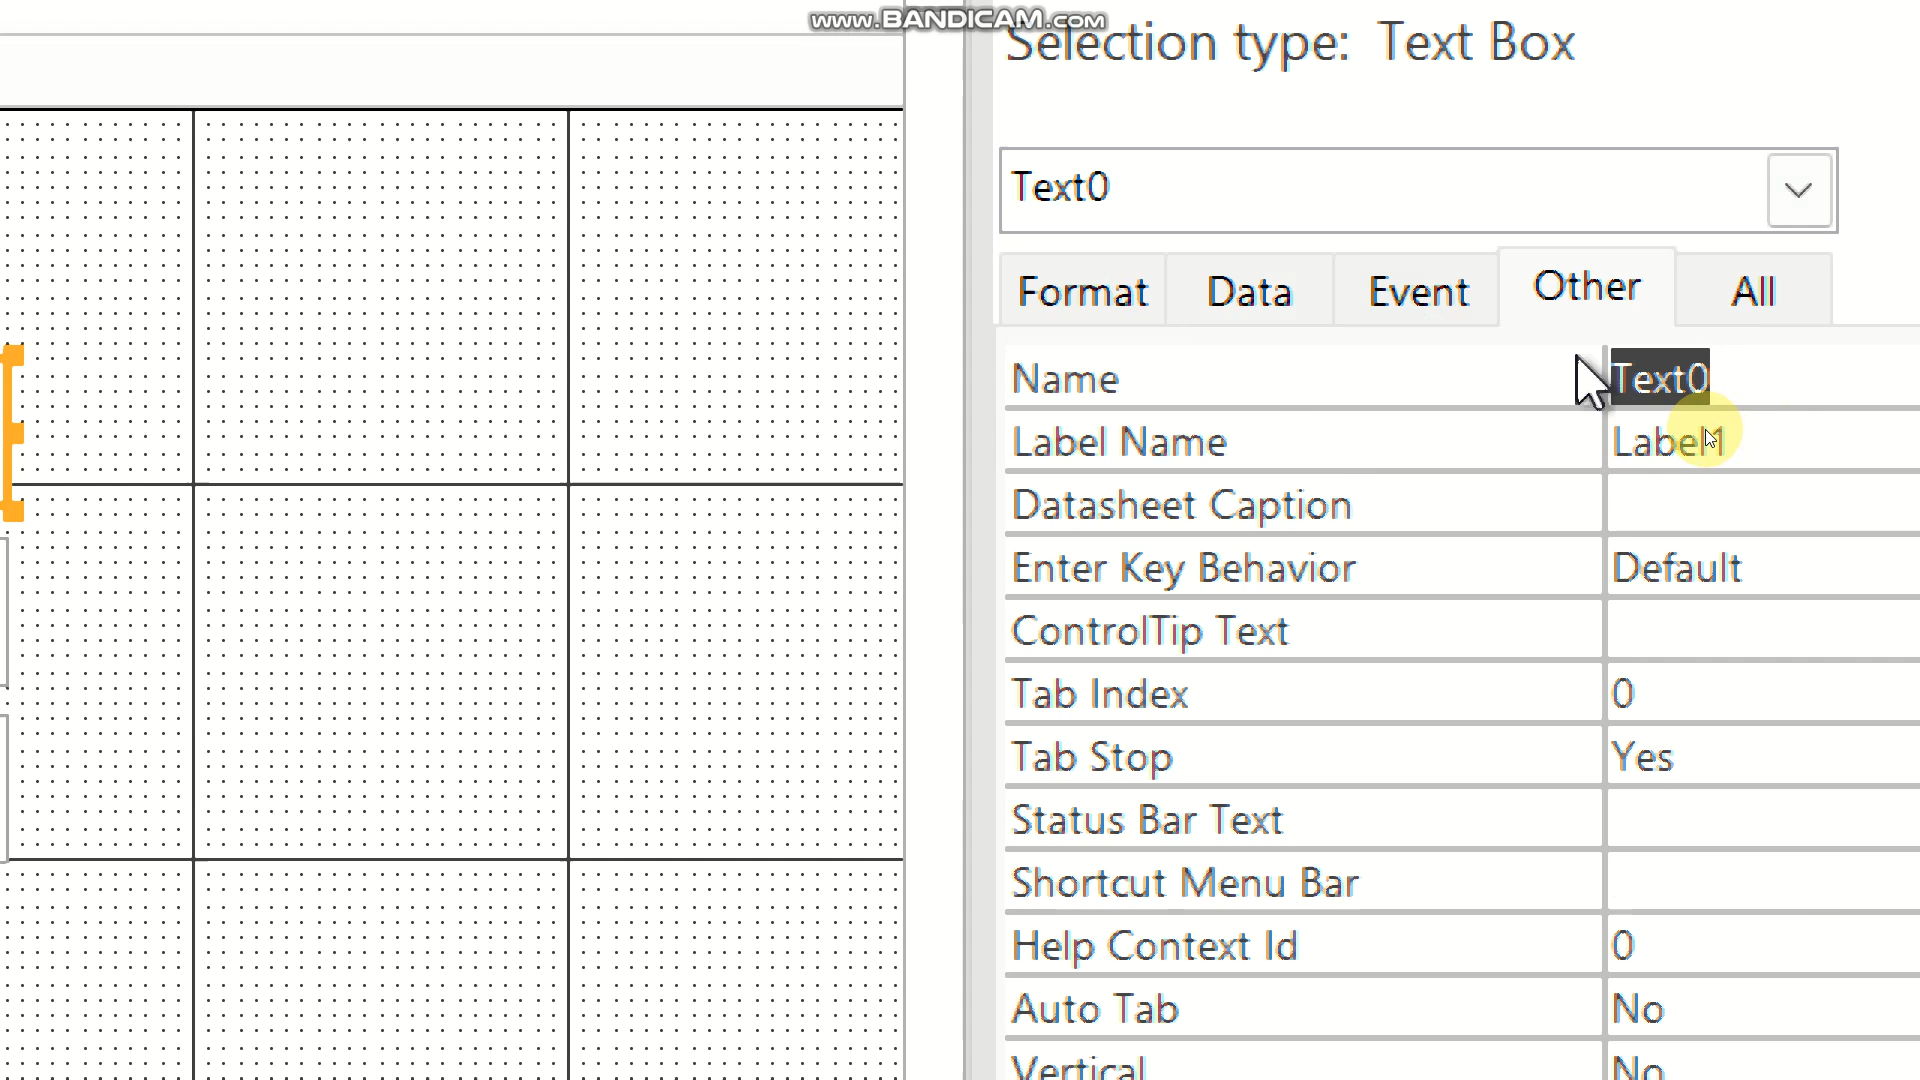 www.BANDICAM.com
Selection type: Text Box
Text0
Format Data Event Other All
Name Text0
Label Name Label1
Datasheet Caption
Enter Key Behavior Default
ControlTip Text
Tab Index 0
Tab Stop Yes
Status Bar Text
Shortcut Menu Bar
Help Context Id 0
Auto Tab No
Vertical No